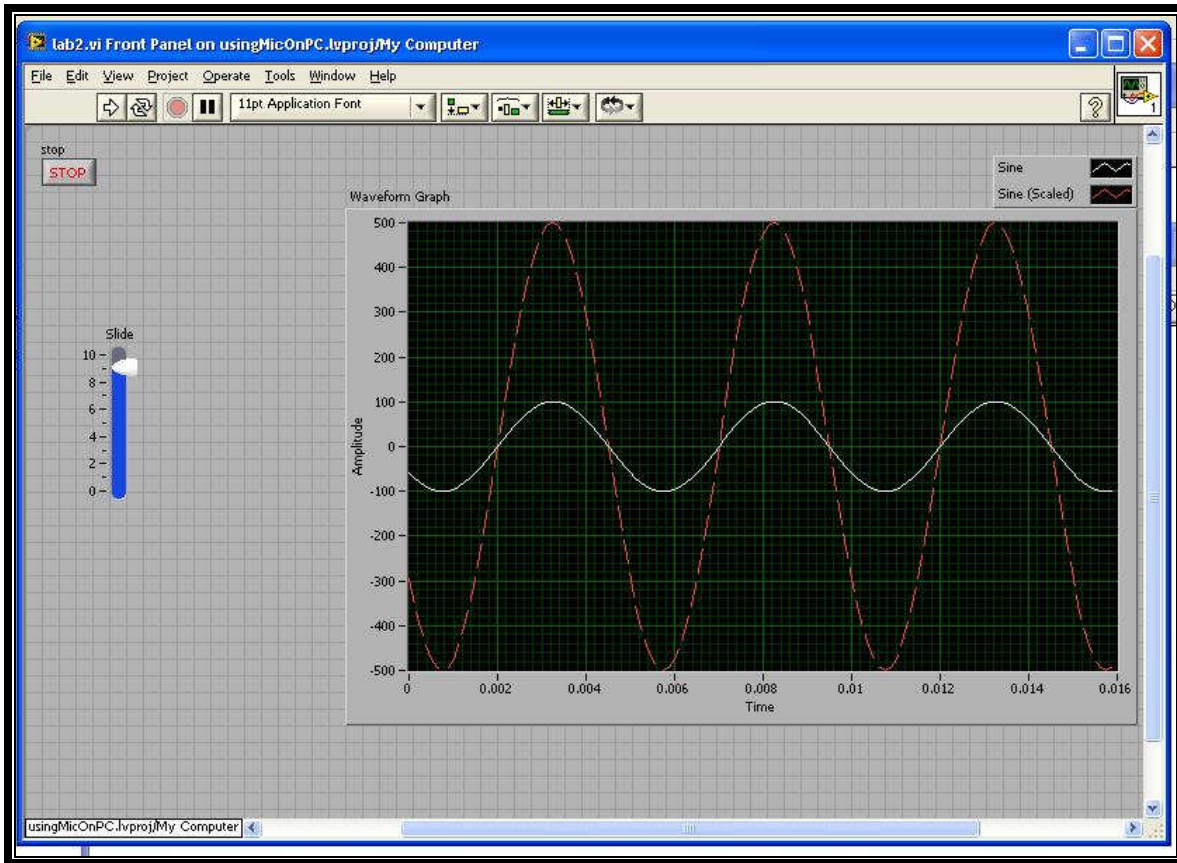 lab2.vi Front Panel on usingMicOnPC.lvproj/My Computer
File Edit View Project Operate Tools Window Help
11pt Application Font
?
1
stop
STOP
Sine
Sine (Scaled)
Waveform Graph
Slide
10
8
6
4
2
0
Amplitude
500
400
300
200
100
0
-100
-200
-300
-400
-500
0 0.002 0.004 0.006 0.008 0.01 0.012 0.014 0.016
Time
usingMicOnPC.lvproj/My Computer